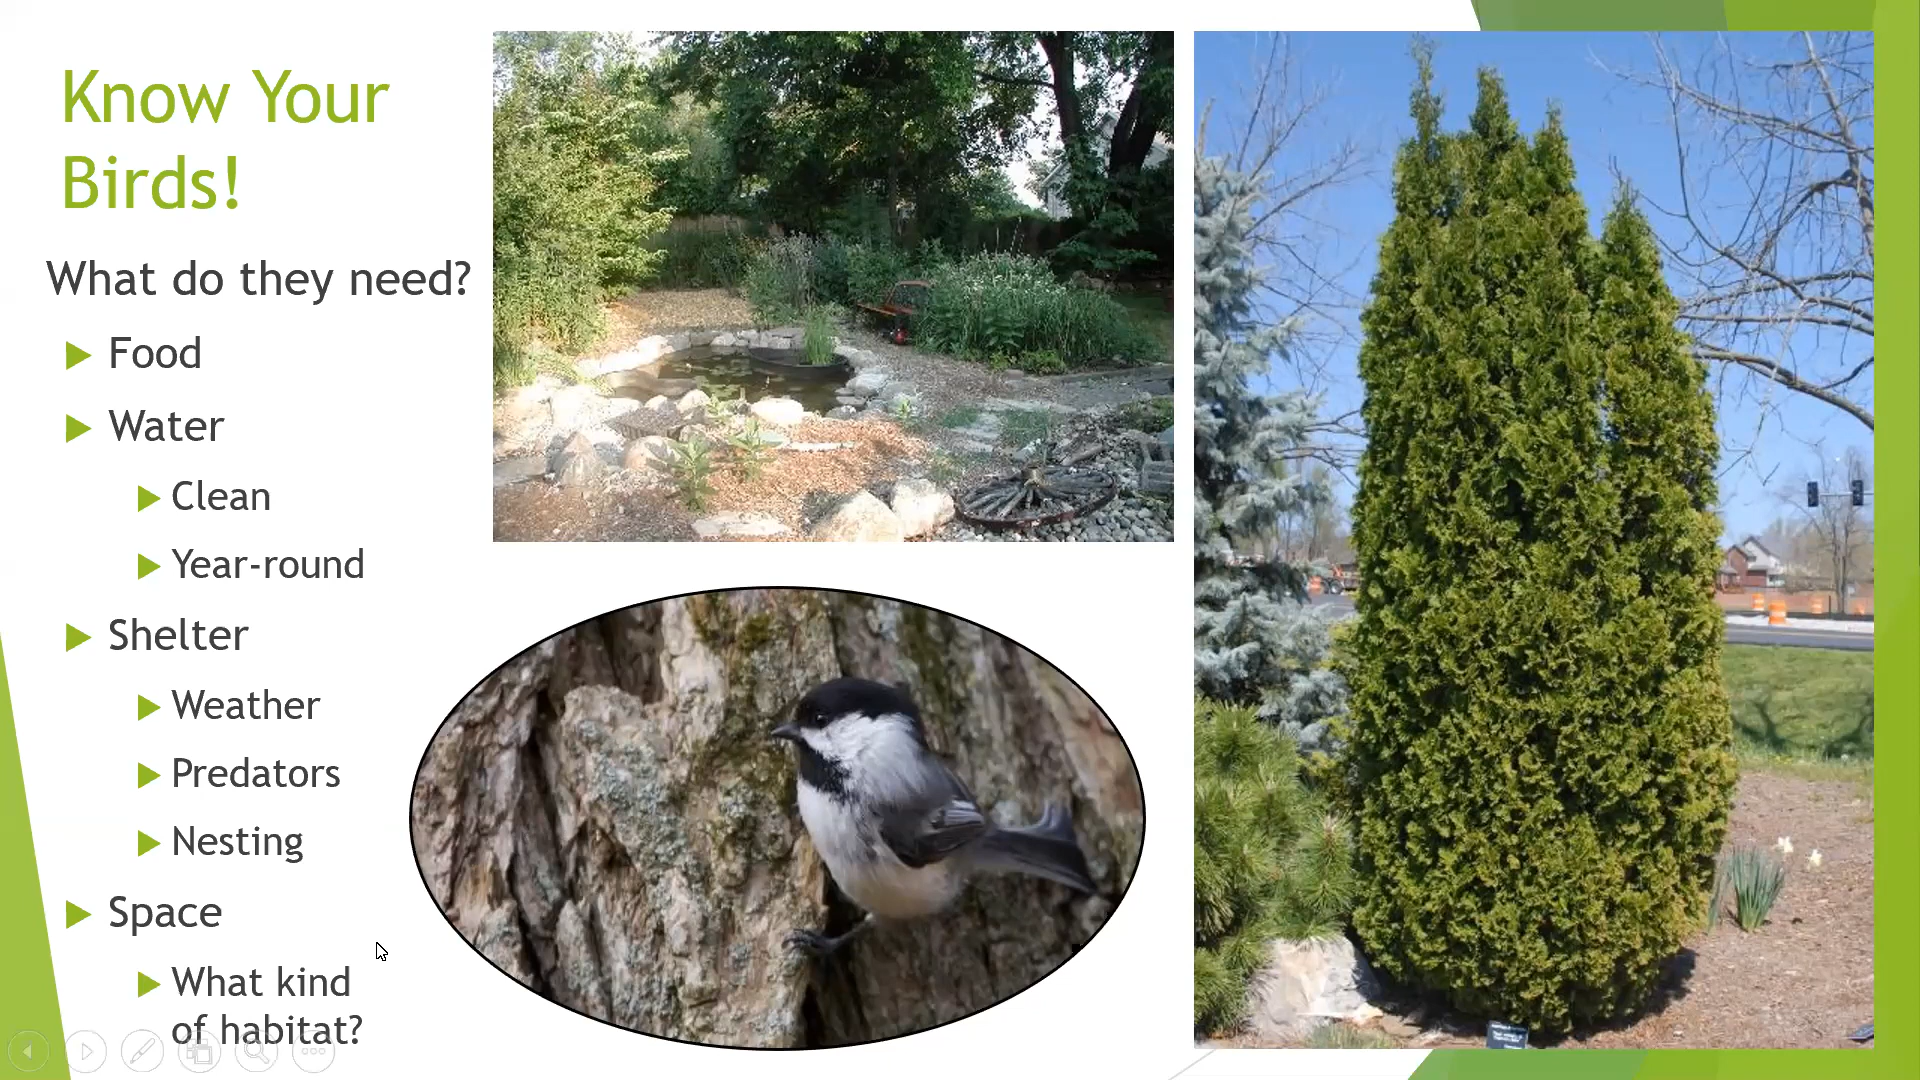 Know Your
Birds!
What do they need?
Food
Water
Clean
Year-round
Shelter
Weather
Predators
Nesting
Space
What kind
of habitat?